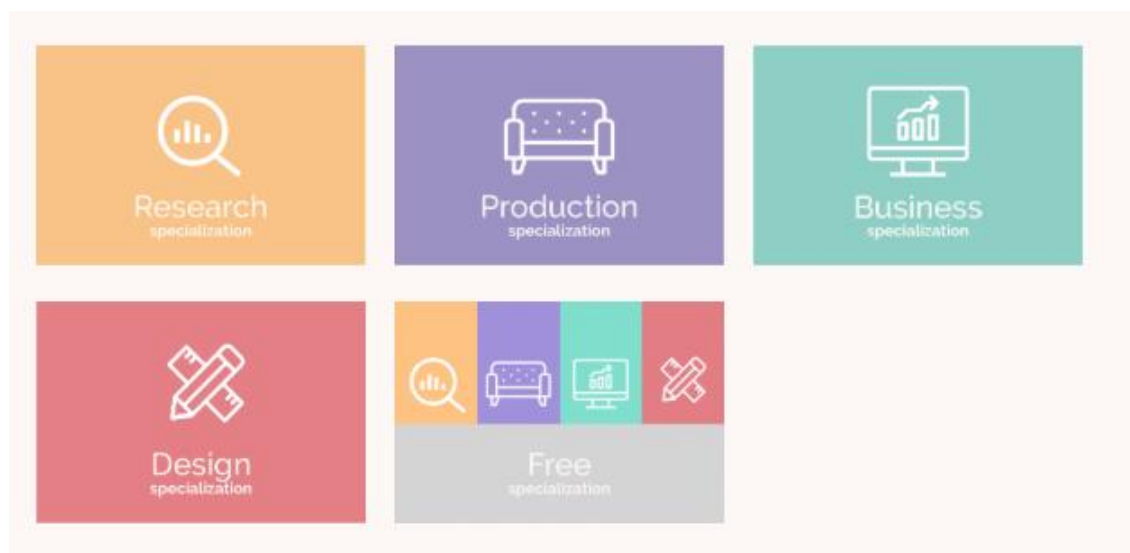 Research
specialization
Production
specialization
Business
specialization
Design
specialization
Free
specialization